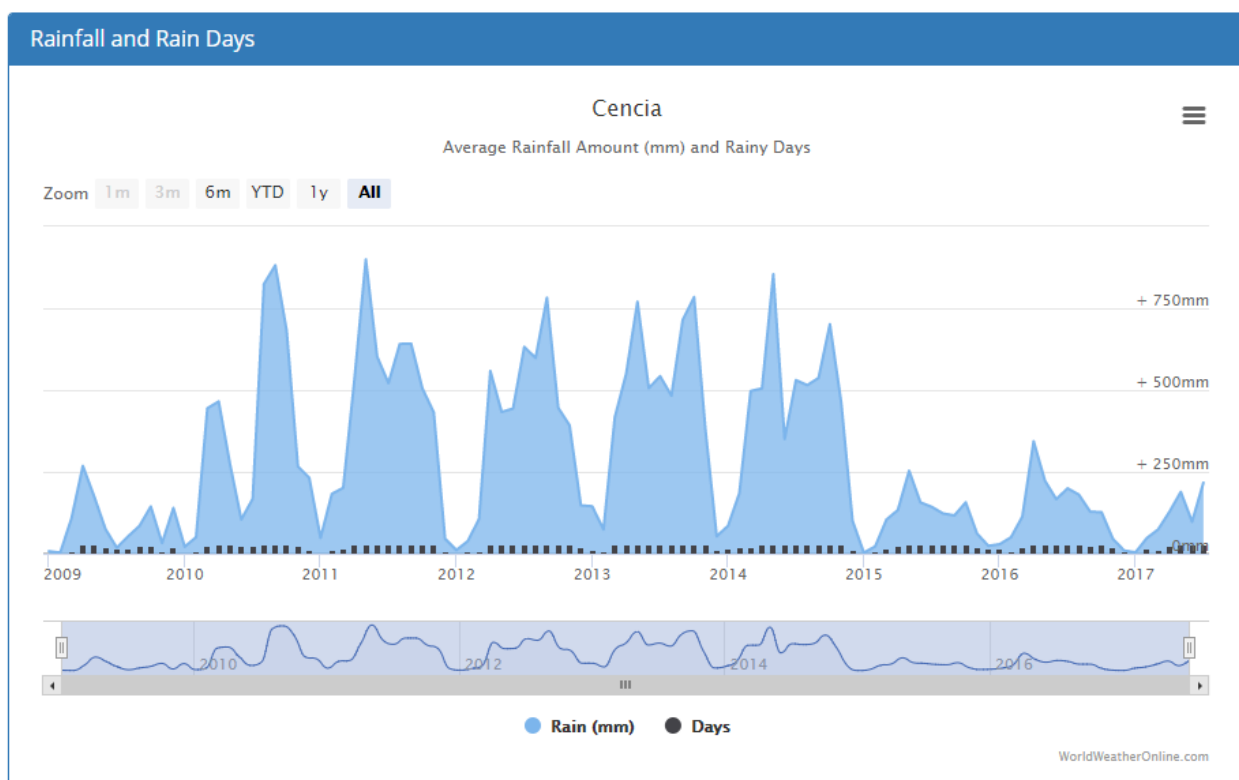 Rainfall and Rain Days
Cencia
Average Rainfall Amount (mm) and Rainy Days
Zoom 1m 3m 6m YTD 1y All
+ 750mm
+ 500mm
+ 250mm
0mm
2009 2010 2011 2012 2013 2014 2015 2016 2017
2010 2012 2014 2016
Rain (mm) Days
WorldWeatherOnline.com